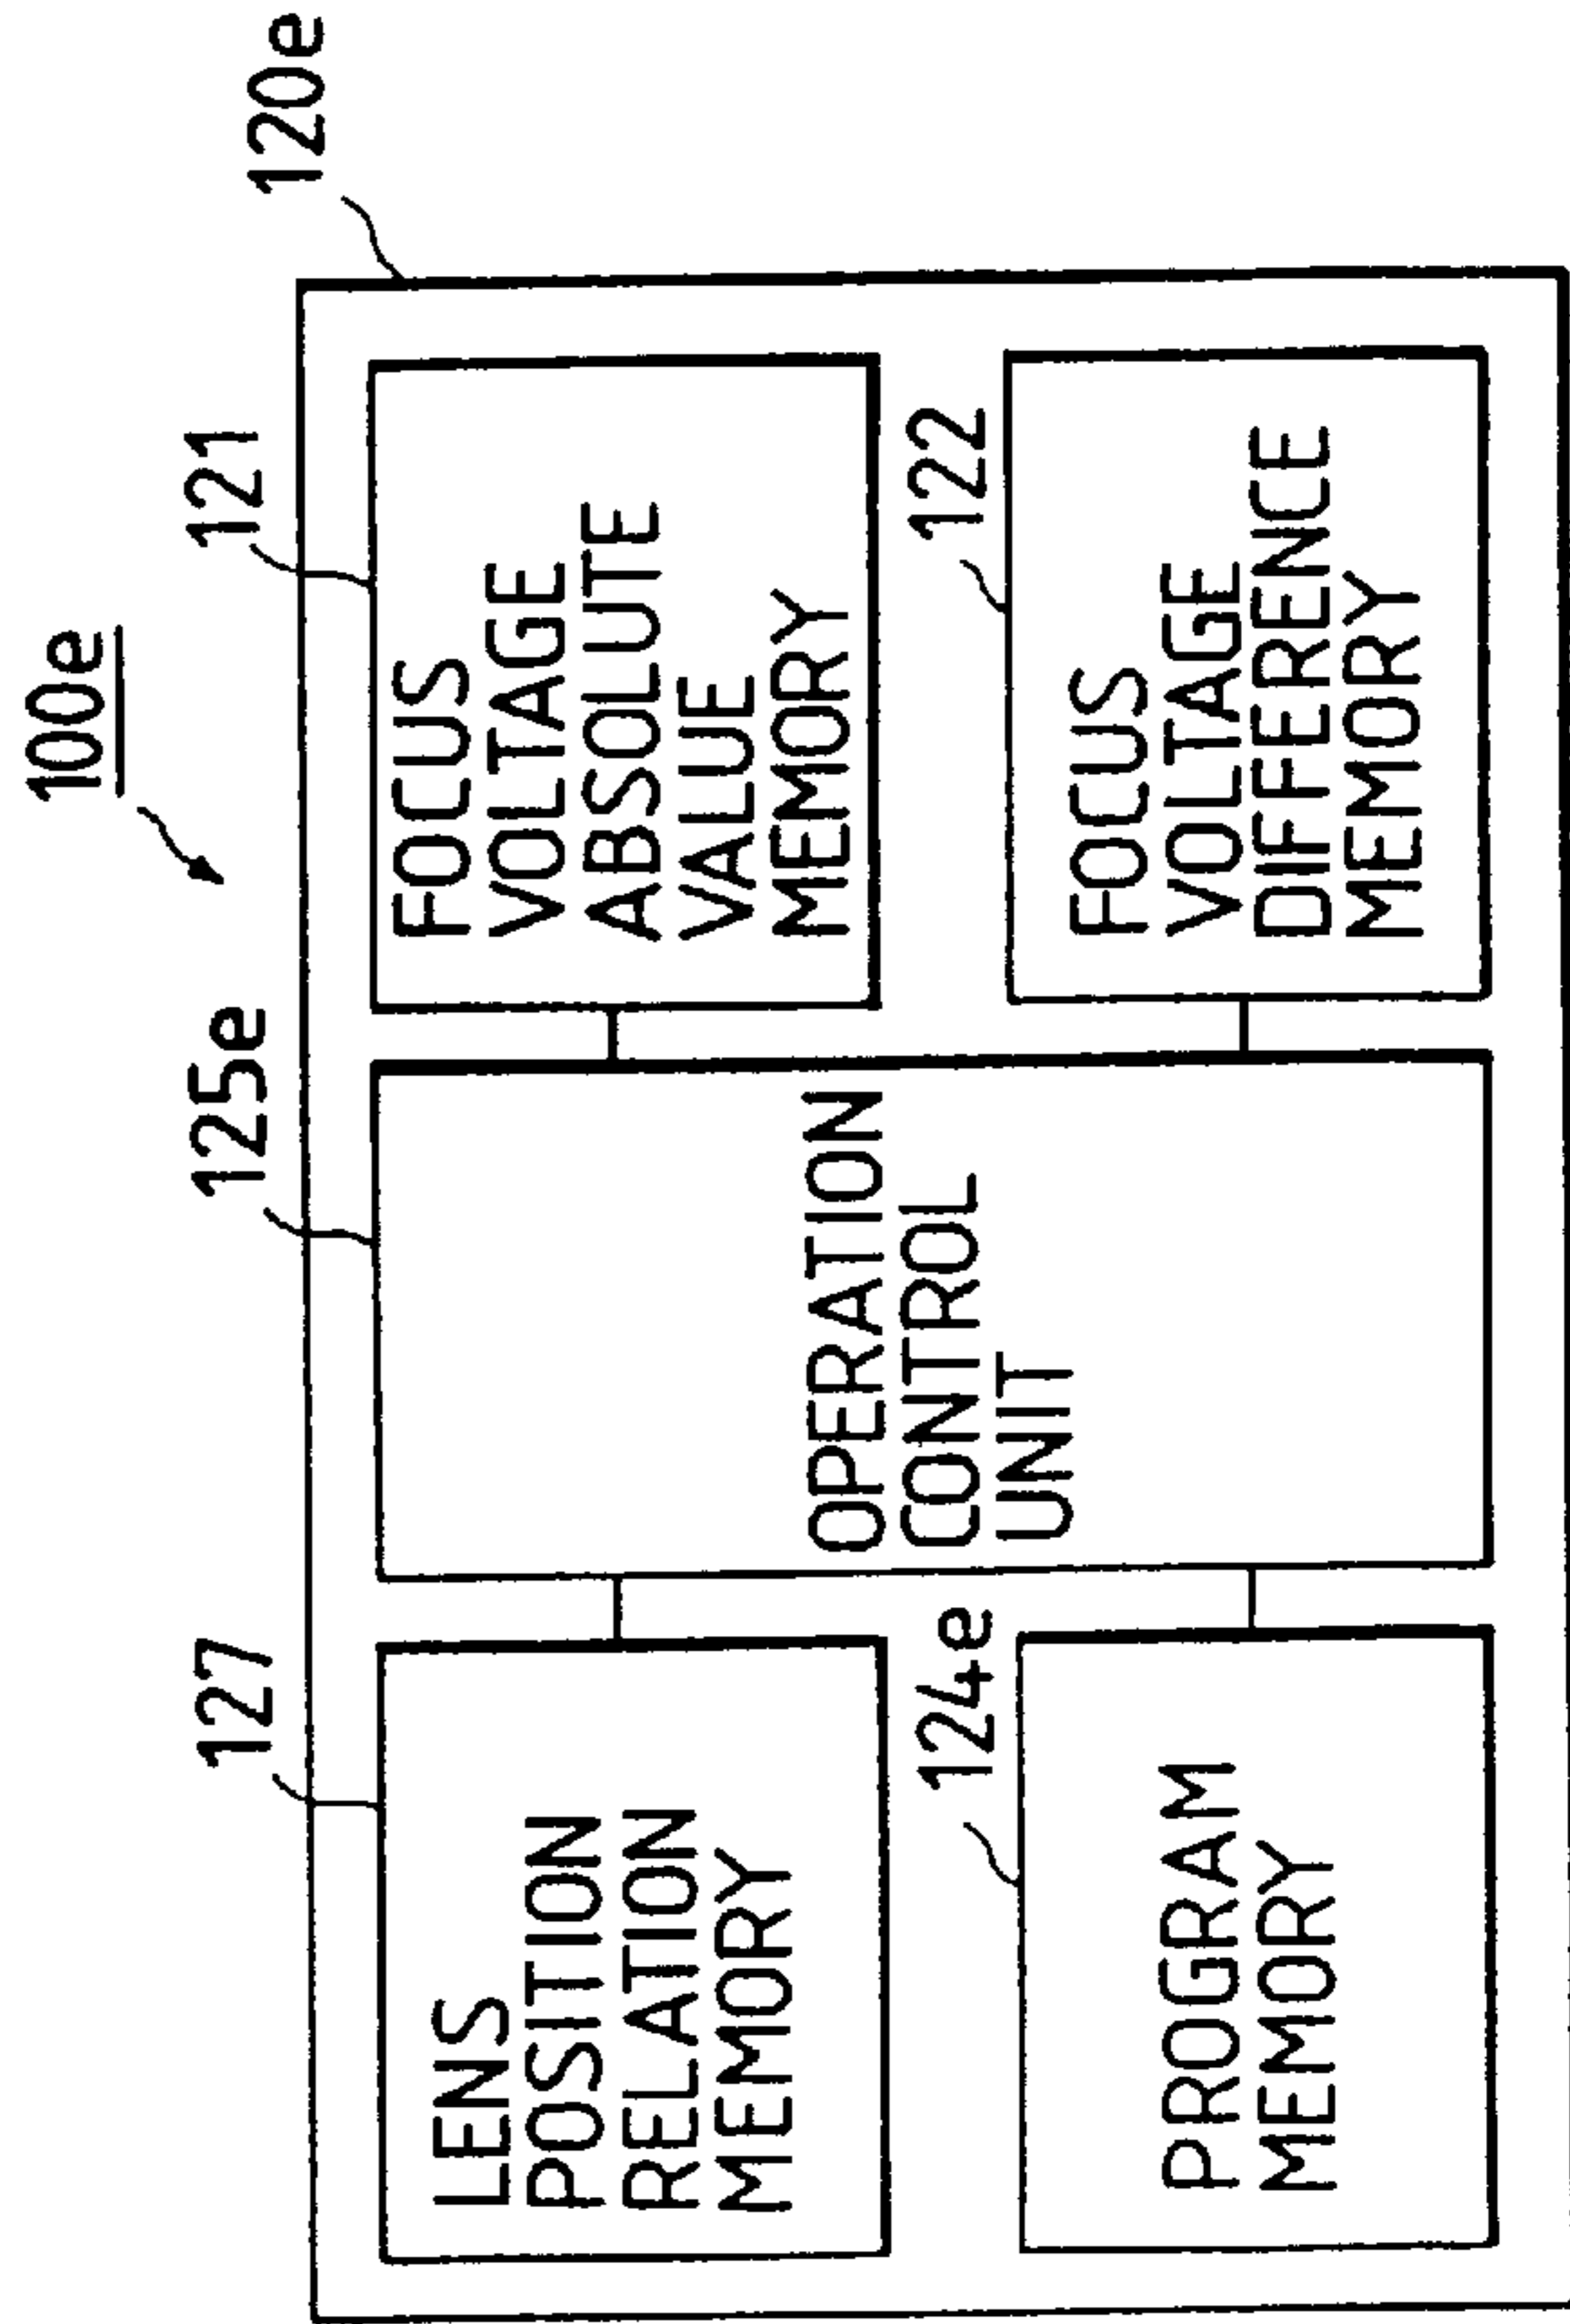 100e
120e
127
LENS
POSITION
RELATION
MEMORY
125e
OPERATION
CONTROL
UNIT
121
FOCUS
VOLTAGE
ABSOLUTE
VALUE
MEMORY
124e
PROGRAM
MEMORY
122
FOCUS
VOLTAGE
DIFFERENCE
MEMORY